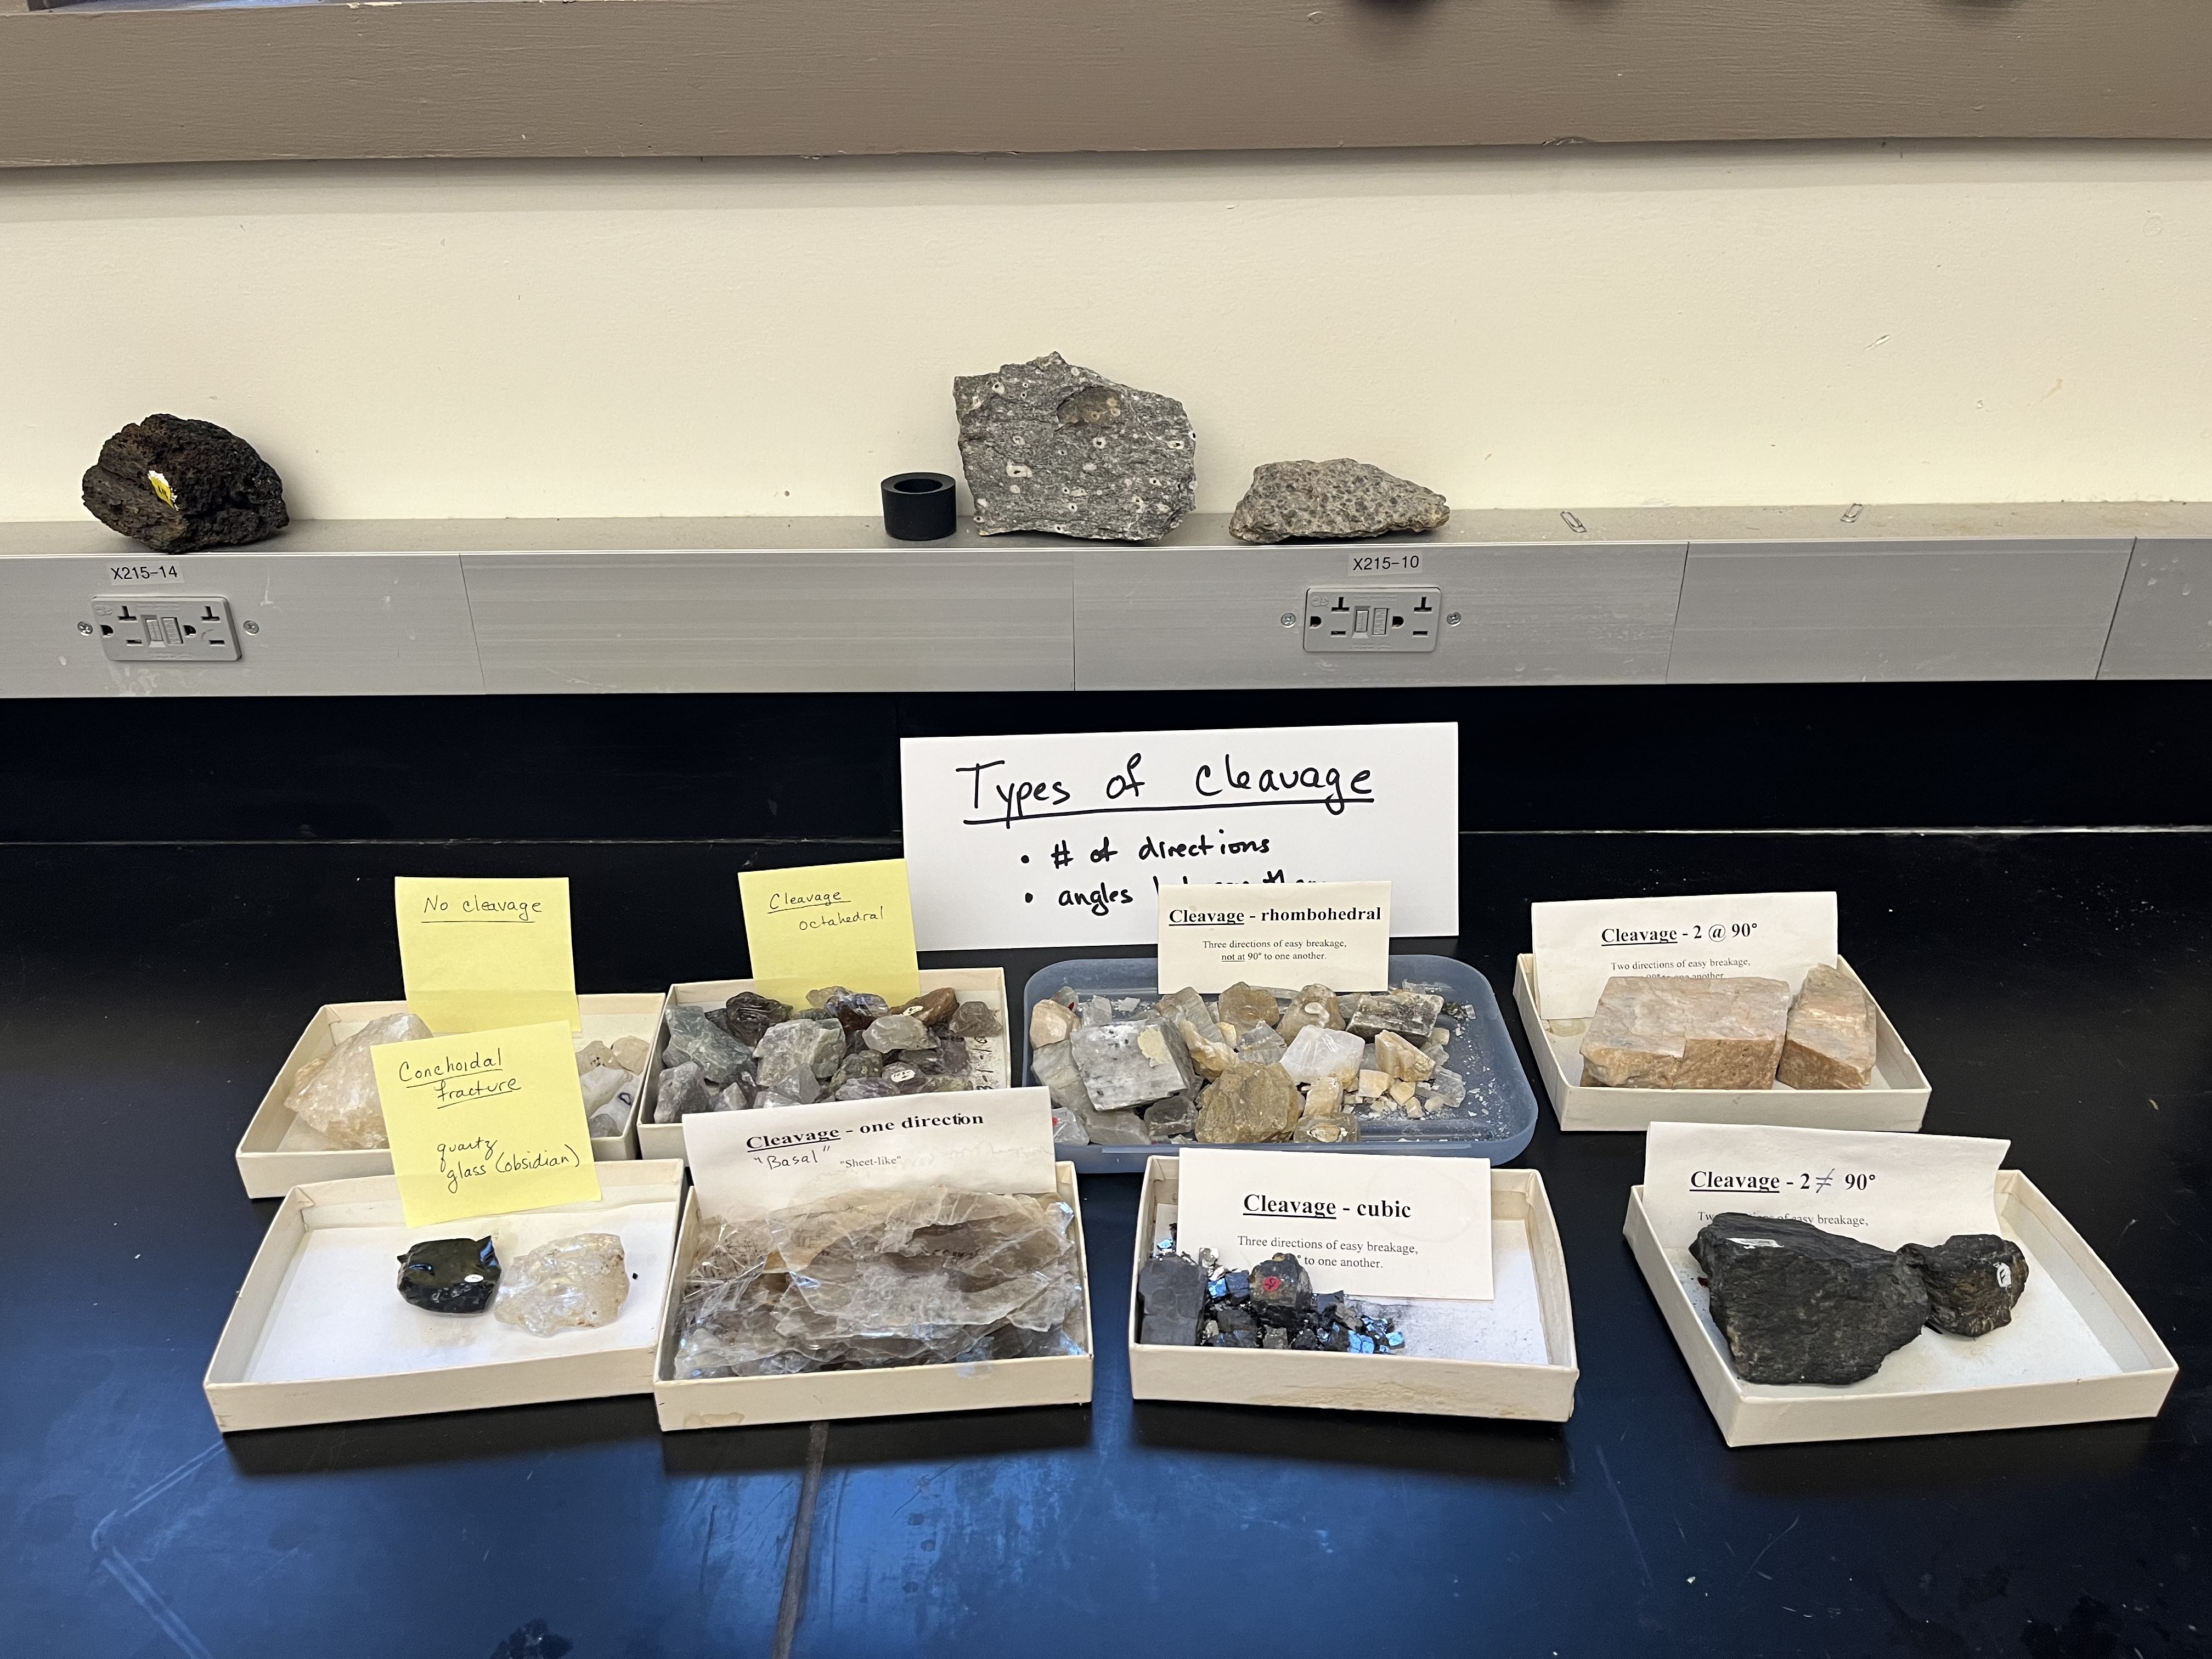 X215-14
X215-10
Types of cleavage
• # of directions
• angles
No cleavage
Cleavage
octahedral
Cleavage - rhombohedral
Three directions of easy breakage,
not at 90° to one another.
Cleavage - 2 @ 90°
Two directions of easy breakage,
another.
Conchoidal
fracture
quartz
glass (obsidian)
Cleavage - one direction
"Basal"
"Sheet-like"
Cleavage - cubic
Three directions of easy breakage,
to one another.
Cleavage - 2 ≠ 90°
easy breakage,